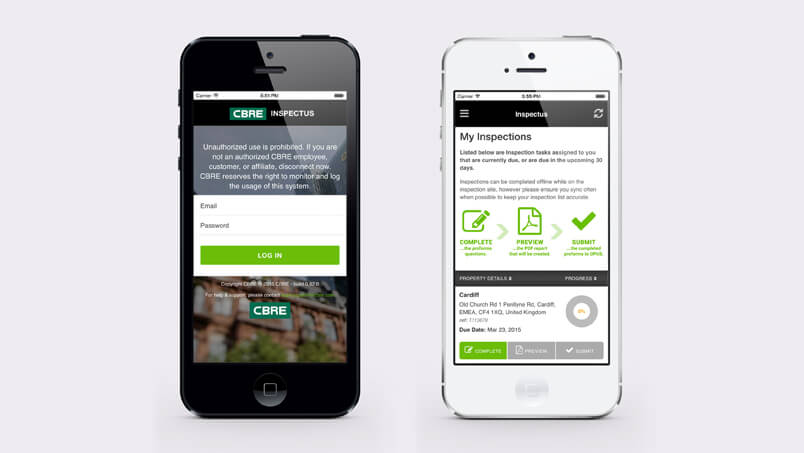 Carrier 5:51 PM
CBRE INSPECTUS
Unauthorized use is prohibited. If you are
not an authorized CBRE employee,
customer, or affiliate, disconnect now.
CBRE reserves the right to monitor and log
the usage of this system.
Email
Password
LOG IN
Copyright CBRE © 2015 CBRE - build 0.92 B
For help & support, please contact
CBRE
Carrier 5:55 PM
Inspectus
My Inspections
Listed below are Inspection tasks assigned to you
that are currently due, or are due in the upcoming 30
days.
Inspections can be completed offline while on the
inspection site, however please ensure you sync often
when possible to keep your inspection list accurate.
COMPLETE PREVIEW SUBMIT
...the proforma ...the PDF report ...the completed
questions. that will be created. proforma to OPUS.
PROPERTY DETAILS PROGRESS
Cardiff
Old Church Rd 1 Penllyne Rd, Cardiff,
EMEA, CF4 1XQ, United Kingdom
ref: T113679
0%
Due Date: Mar 23, 2015
COMPLETE PREVIEW SUBMIT